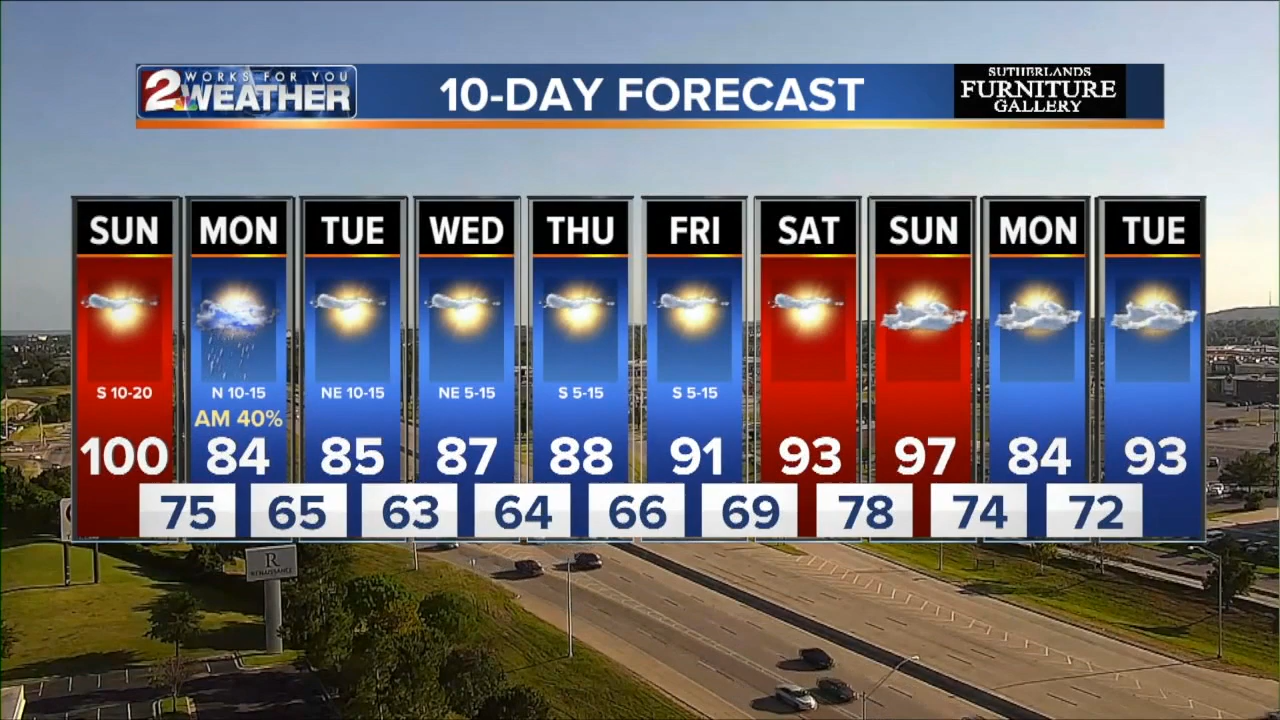 2 WORKS FOR YOU
WEATHER
10-DAY FORECAST
SUTHERLANDS
FURNITURE
GALLERY
SUN MON TUE WED THU FRI SAT SUN MON TUE
S 10-20 N 10-15 NE 10-15 NE 5-15 S 5-15 S 5-15
AM 40%
100 84 85 87 88 91 93 97 84 93
75 65 63 64 66 69 78 74 72
R
RENAISSANCE